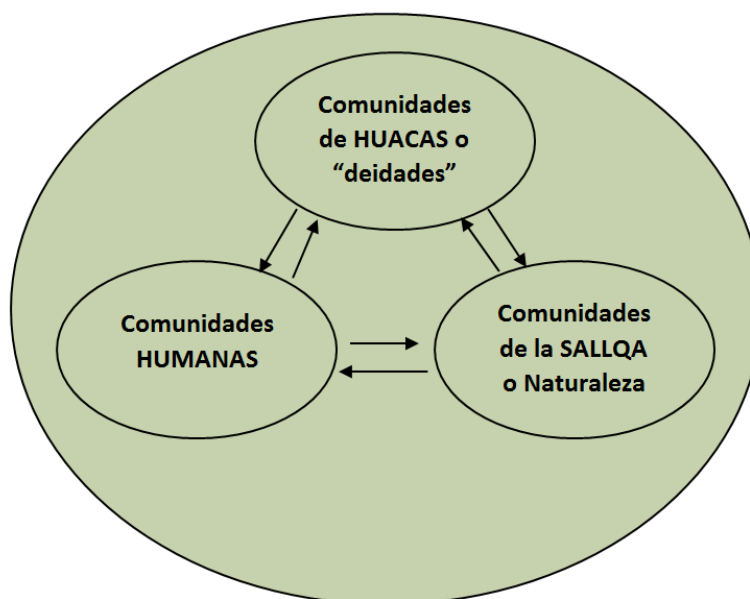 Comunidades
de HUACAS o
“deidades”
Comunidades
HUMANAS
Comunidades
de la SALLQA
o Naturaleza